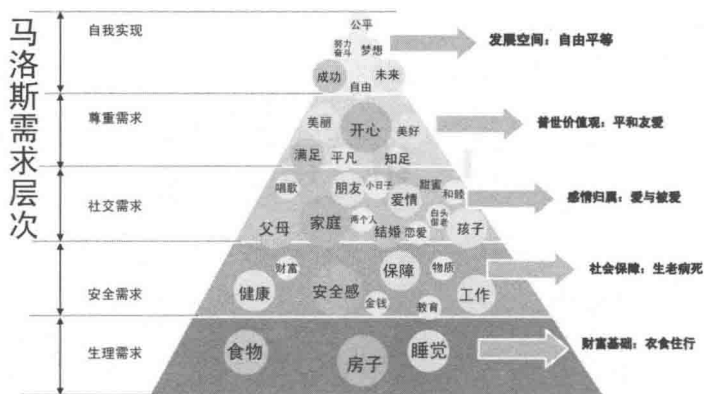 马洛斯需求层次
自我实现
公平
努力
奋斗
梦想
成功
自由
未来
发展空间：自由平等
尊重需求
美丽
开心
美好
满足
平凡
知足
普世价值观：平和友爱
社交需求
唱歌
朋友
小日子
甜蜜
爱情
和睦
父母
家庭
两个人
结婚
恋爱
白头
偕老
孩子
感情归属：爱与被爱
安全需求
财富
保障
物质
健康
安全感
金钱
教育
工作
社会保障：生老病死
生理需求
食物
房子
睡觉
财富基础：衣食住行